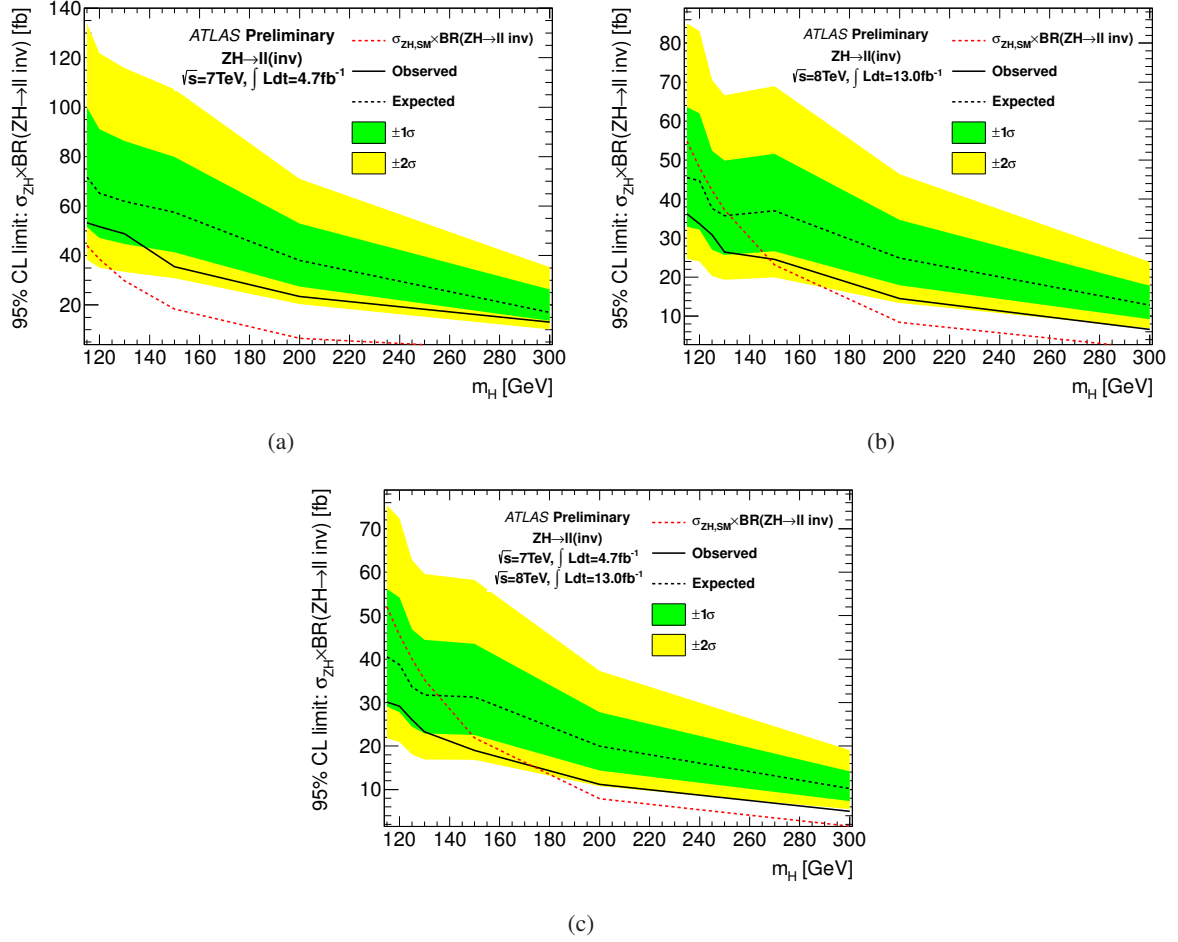 95% CL limit: σZH×BR(ZH→ll inv) [fb]
140
120
100
80
60
40
20
ATLAS Preliminary
ZH→ll(inv)
√s=7TeV, ∫ Ldt=4.7fb-1
σZH,SM×BR(ZH→ll inv)
Observed
Expected
±1σ
±2σ
120 140 160 180 200 220 240 260 280 300
mH [GeV]
(a)
95% CL limit: σZH×BR(ZH→ll inv) [fb]
80
70
60
50
40
30
20
10
ATLAS Preliminary
ZH→ll(inv)
√s=8TeV, ∫ Ldt=13.0fb-1
σZH,SM×BR(ZH→ll inv)
Observed
Expected
±1σ
±2σ
120 140 160 180 200 220 240 260 280 300
mH [GeV]
(b)
95% CL limit: σZH×BR(ZH→ll inv) [fb]
70
60
50
40
30
20
10
ATLAS Preliminary
ZH→ll(inv)
√s=7TeV, ∫ Ldt=4.7fb-1
√s=8TeV, ∫ Ldt=13.0fb-1
σZH,SM×BR(ZH→ll inv)
Observed
Expected
±1σ
±2σ
120 140 160 180 200 220 240 260 280 300
mH [GeV]
(c)